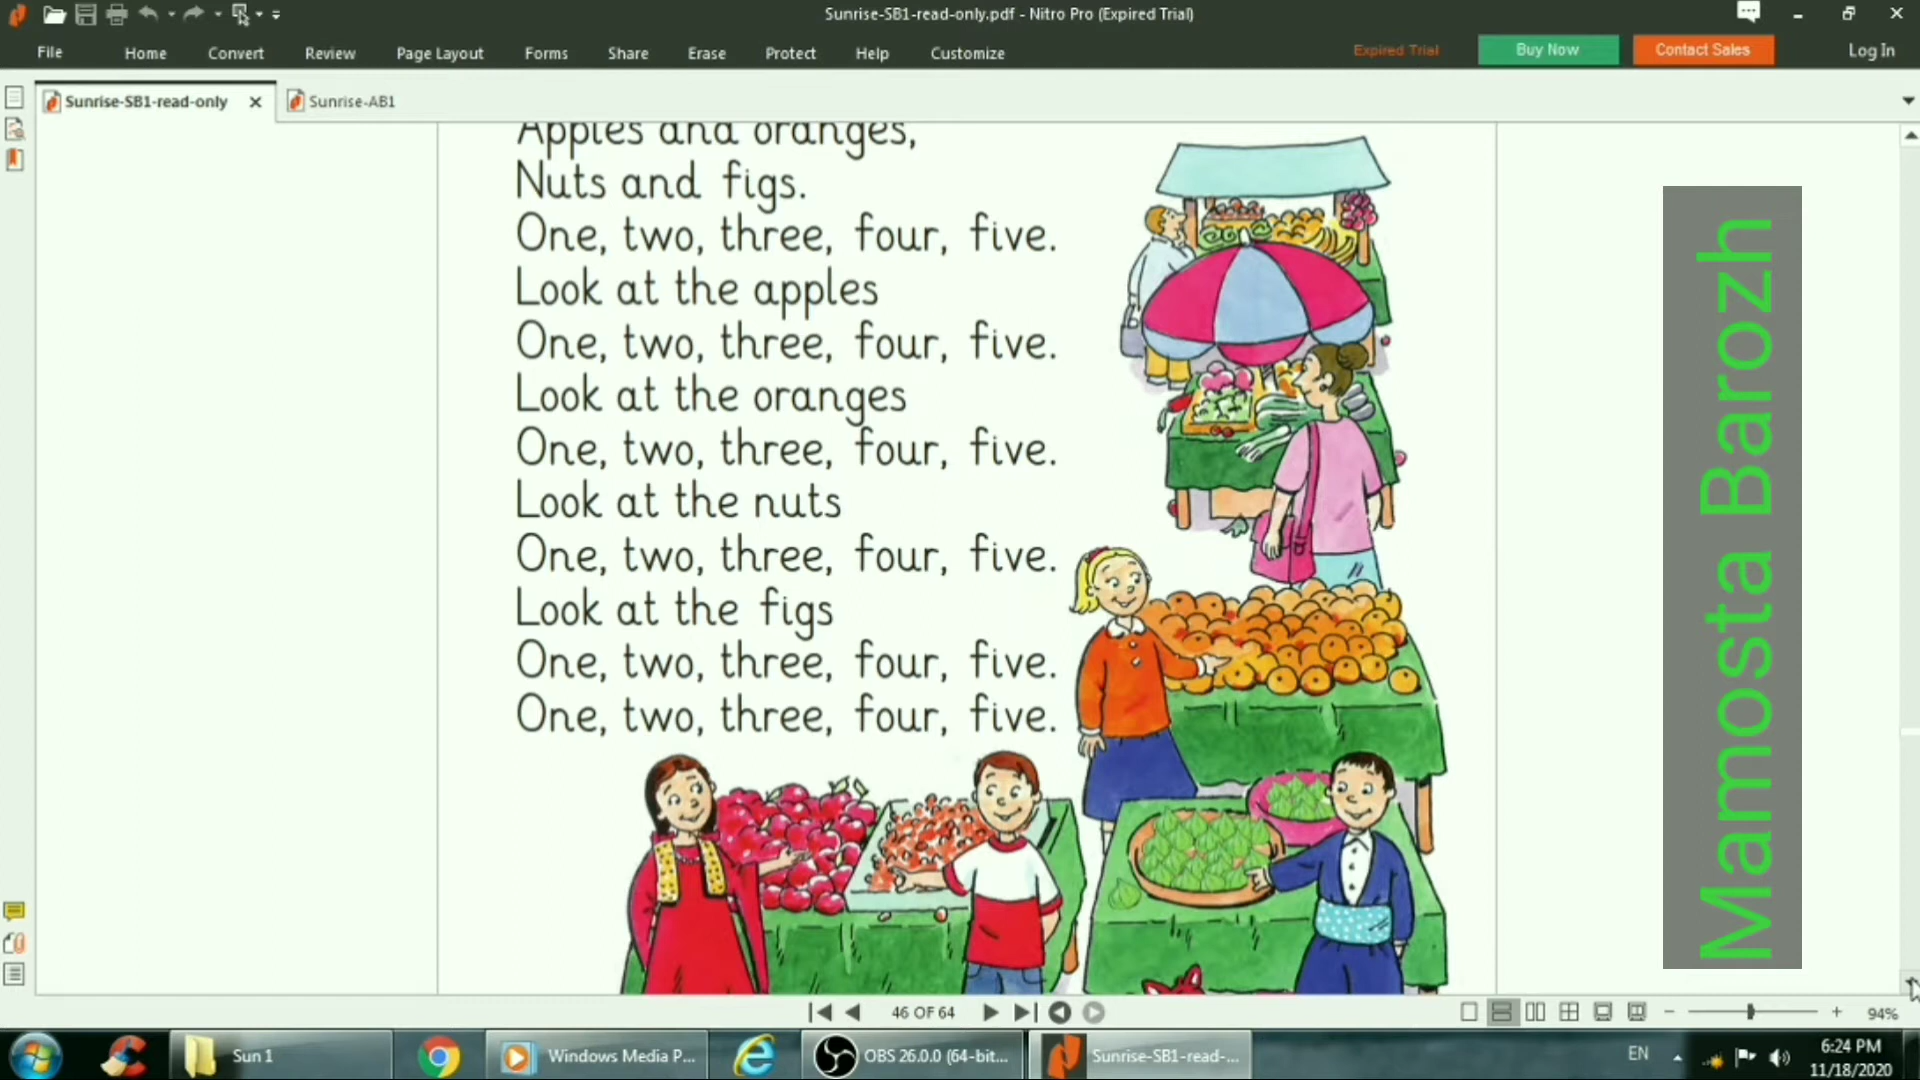 Sunrise-SB1-read-only.pdf - Nitro Pro (Expired Trial)
File Home Convert Review Page Layout Forms Share Erase Protect Help Customize Expired Trial Buy Now Contact Sales Log In
Sunrise-SB1-read-only Sunrise-AB1
Apples and oranges,
Nuts and figs.
One, two, three, four, five.
Look at the apples
One, two, three, four, five.
Look at the oranges
One, two, three, four, five.
Look at the nuts
One, two, three, four, five.
Look at the figs
One, two, three, four, five.
One, two, three, four, five.
Mamosta Barozh
46 OF 64
94%
Sun 1 Windows Media P... OBS 26.0.0 (64-bit... Sunrise-SB1-read-... EN 6:24 PM
11/18/2020